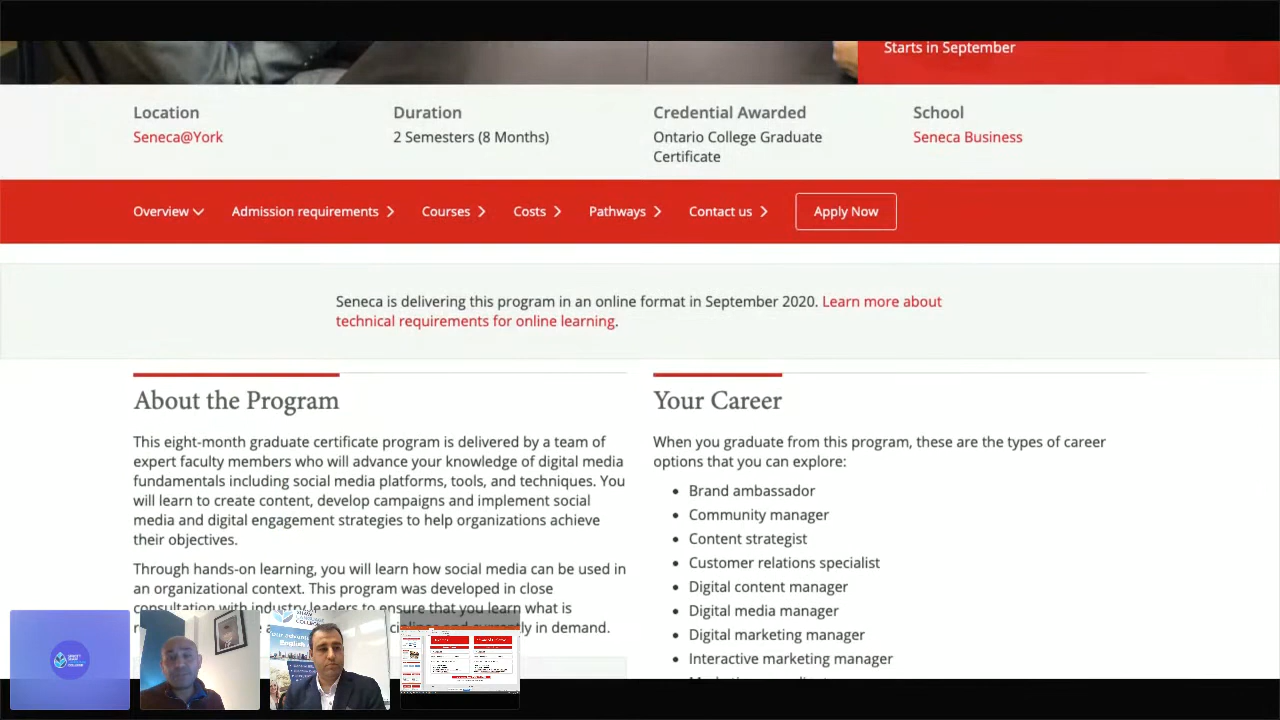 Starts in September
Location
Seneca@York
Duration
2 Semesters (8 Months)
Credential Awarded
Ontario College Graduate
Certificate
School
Seneca Business
Overview
Admission requirements
Courses
Costs
Pathways
Contact us
Apply Now
Seneca is delivering this program in an online format in September 2020. Learn more about
technical requirements for online learning.
About the Program
This eight-month graduate certificate program is delivered by a team of
expert faculty members who will advance your knowledge of digital media
fundamentals including social media platforms, tools, and techniques. You
will learn to create content, develop campaigns and implement social
media and digital engagement strategies to help organizations achieve
their objectives.
Through hands-on learning, you will learn how social media can be used in
an organizational context. This program was developed in close
consultation with industry leaders to ensure that you learn what is
currently in demand.
Your Career
When you graduate from this program, these are the types of career
options that you can explore:
Brand ambassador
Community manager
Content strategist
Customer relations specialist
Digital content manager
Digital media manager
Digital marketing manager
Interactive marketing manager